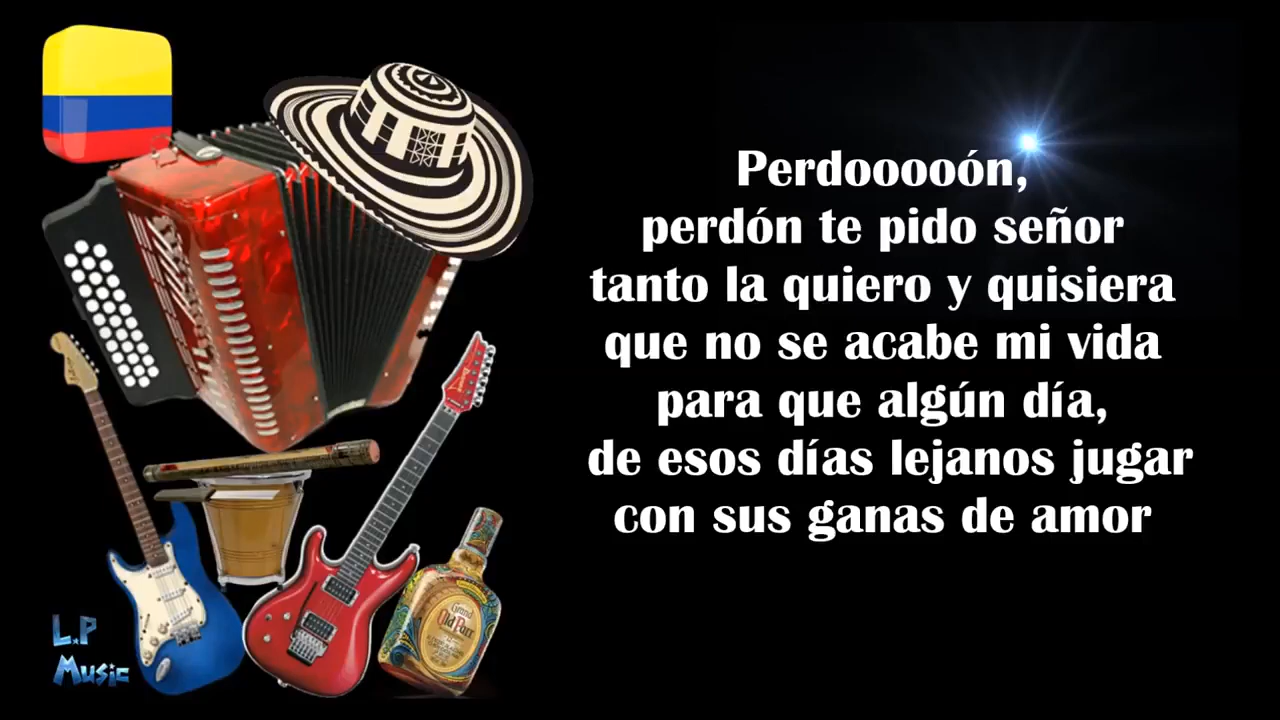 Perdoooooón,
perdón te pido señor
tanto la quiero y quisiera
que no se acabe mi vida
para que algún día,
de esos días lejanos jugar
con sus ganas de amor
L.P
Music
Grand
Old Parr